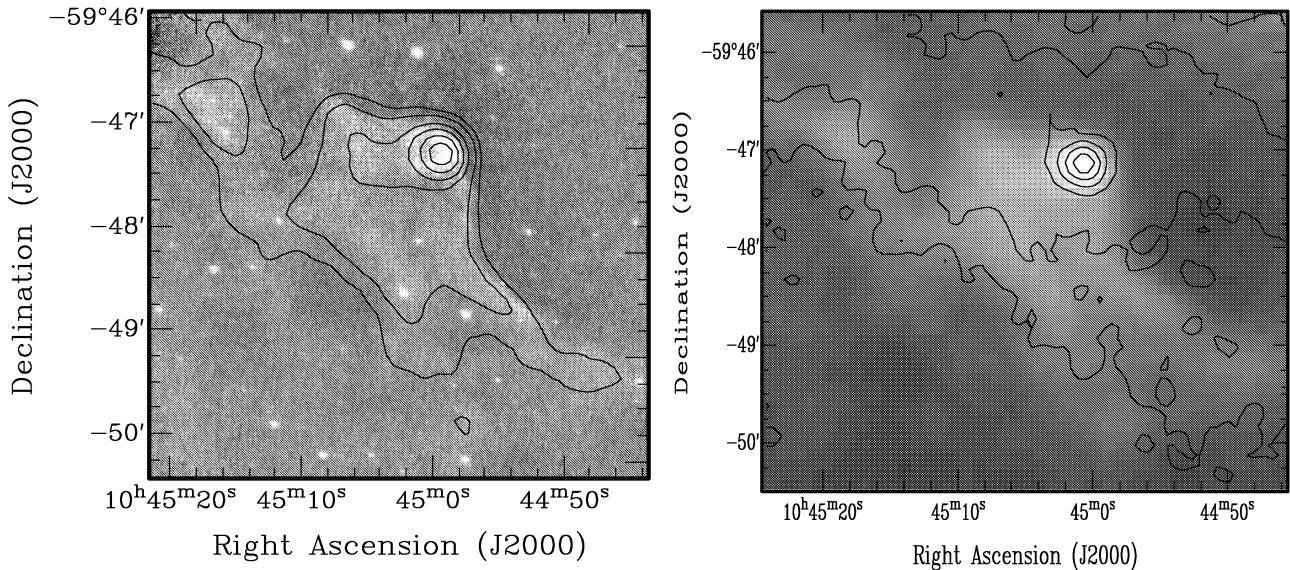 −59°46′
−47′
−48′
−49′
−50′
Declination (J2000)
10ʰ45ᵐ20ˢ 45ᵐ10ˢ 45ᵐ0ˢ 44ᵐ50ˢ
Right Ascension (J2000)
−59°46′
−47′
−48′
−49′
−50′
Declination (J2000)
10ʰ45ᵐ20ˢ 45ᵐ10ˢ 45ᵐ0ˢ 44ᵐ50ˢ
Right Ascension (J2000)